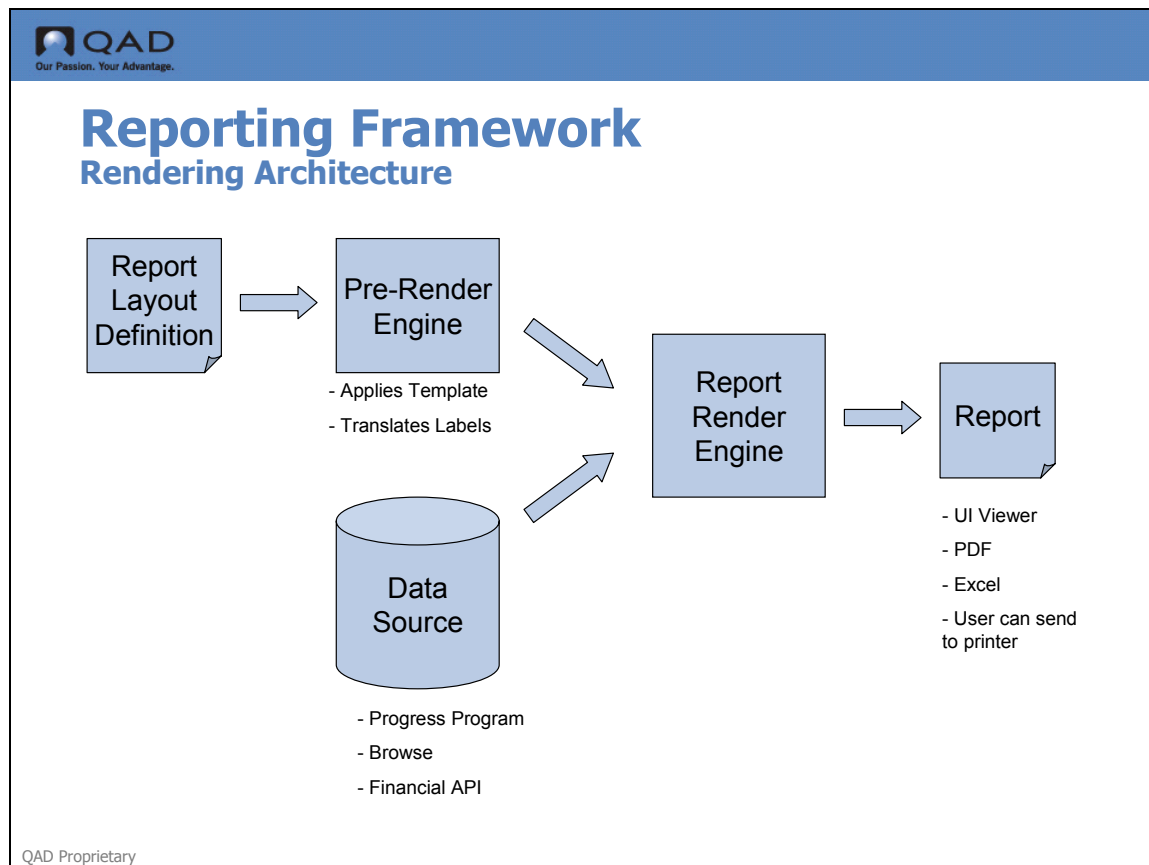 QAD
Our Passion. Your Advantage.
Reporting Framework
Rendering Architecture
Report
Layout
Definition
Pre-Render
Engine
- Applies Template
- Translates Labels
Data
Source
- Progress Program
- Browse
- Financial API
Report
Render
Engine
Report
- UI Viewer
- PDF
- Excel
- User can send
to printer
QAD Proprietary